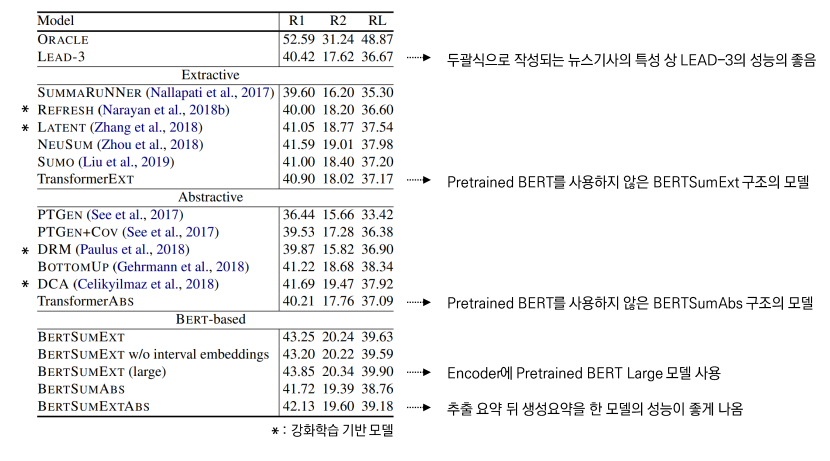 Model R1 R2 RL
ORACLE 52.59 31.24 48.87
LEAD-3 40.42 17.62 36.67 두괄식으로 작성되는 뉴스기사의 특성 상 LEAD-3의 성능의 좋음
Extractive
SUMMARUNNER (Nallapati et al., 2017) 39.60 16.20 35.30
* REFRESH (Narayan et al., 2018b) 40.00 18.20 36.60
* LATENT (Zhang et al., 2018) 41.05 18.77 37.54
NEUSUM (Zhou et al., 2018) 41.59 19.01 37.98
SUMO (Liu et al., 2019) 41.00 18.40 37.20
TransformerEXT 40.90 18.02 37.17 Pretrained BERT를 사용하지 않은 BERTSumExt 구조의 모델
Abstractive
PTGEN (See et al., 2017) 36.44 15.66 33.42
PTGEN+COV (See et al., 2017) 39.53 17.28 36.38
* DRM (Paulus et al., 2018) 39.87 15.82 36.90
BOTTOMUP (Gehrmann et al., 2018) 41.22 18.68 38.34
* DCA (Celikyilmaz et al., 2018) 41.69 19.47 37.92
TransformerABS 40.21 17.76 37.09 Pretrained BERT를 사용하지 않은 BERTSumAbs 구조의 모델
BERT-based
BERTSUMEXT 43.25 20.24 39.63
BERTSUMEXT w/o interval embeddings 43.20 20.22 39.59
BERTSUMEXT (large) 43.85 20.34 39.90 Encoder에 Pretrained BERT Large 모델 사용
BERTSUMABS 41.72 19.39 38.76
BERTSUMEXTABS 42.13 19.60 39.18 추출 요약 뒤 생성요약을 한 모델의 성능이 좋게 나옴
* : 강화학습 기반 모델